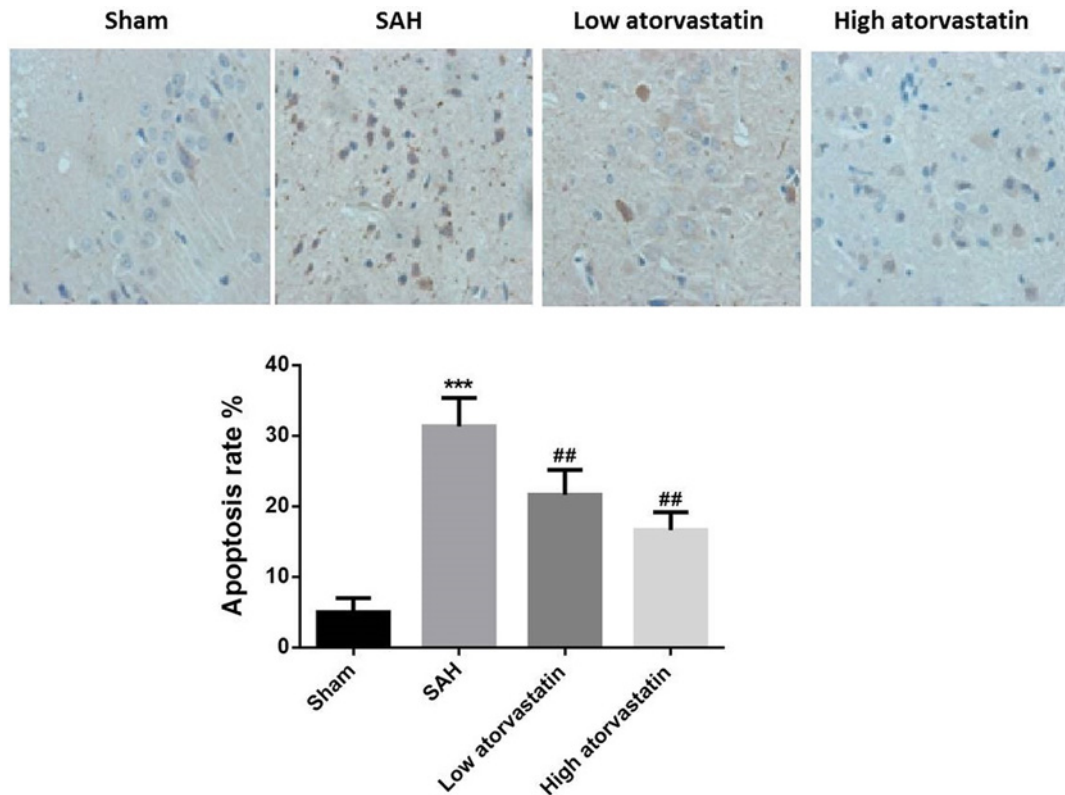 Sham SAH Low atorvastatin High atorvastatin
Apoptosis rate %
40
30
20
10
0
***
##
##
Sham
SAH
Low atorvastatin
High atorvastatin